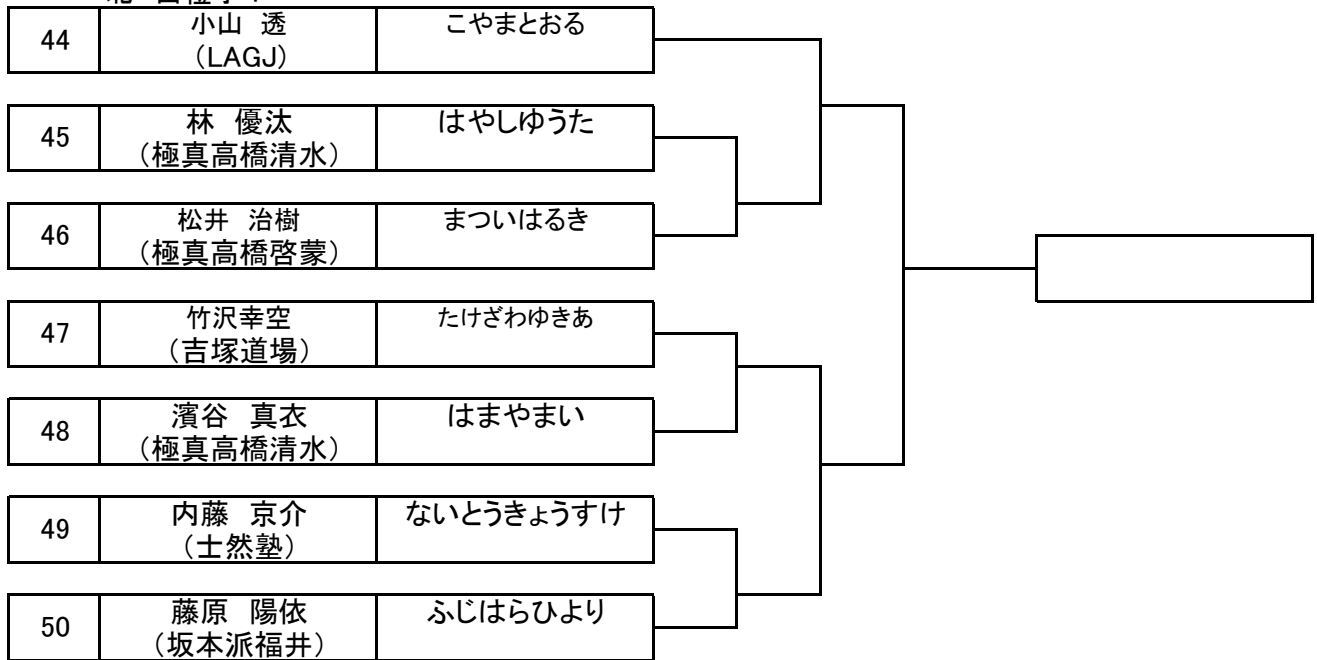 44 小山 透 こやまとおる
(LAGJ)
45 林 優汰 はやしゆうた
(極真高橋清水)
46 松井 治樹 まついはるき
(極真高橋啓蒙)
47 竹沢幸空 たけざわゆきあ
(吉塚道場)
48 濱谷 真衣 はまやまい
(極真高橋清水)
49 内藤 京介 ないとうきょうすけ
(士然塾)
50 藤原 陽依 ふじはらひより
(坂本派福井)